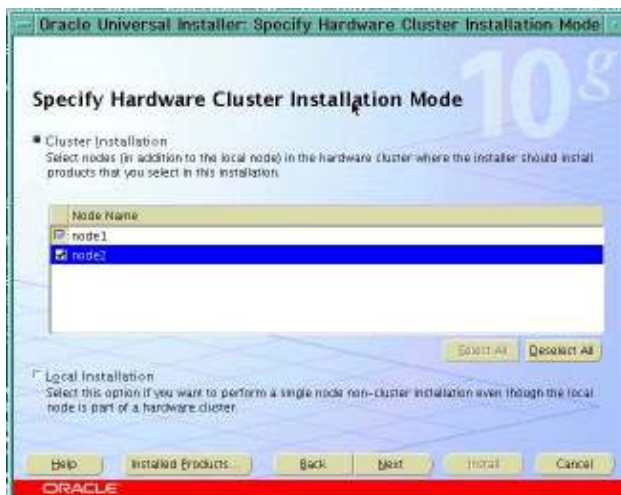 Oracle Universal Installer: Specify Hardware Cluster Installation Mode
10g
Specify Hardware Cluster Installation Mode
Cluster Installation
Select nodes (in addition to the local node) in the hardware cluster where the installer should install
products that you select in this installation.
Node Name
node1
node2
Select All Deselect All
Local Installation
Select this option if you want to perform a single node non-cluster installation even though the local
node is part of a hardware cluster.
Help Installed Products... Back Next Install Cancel
ORACLE